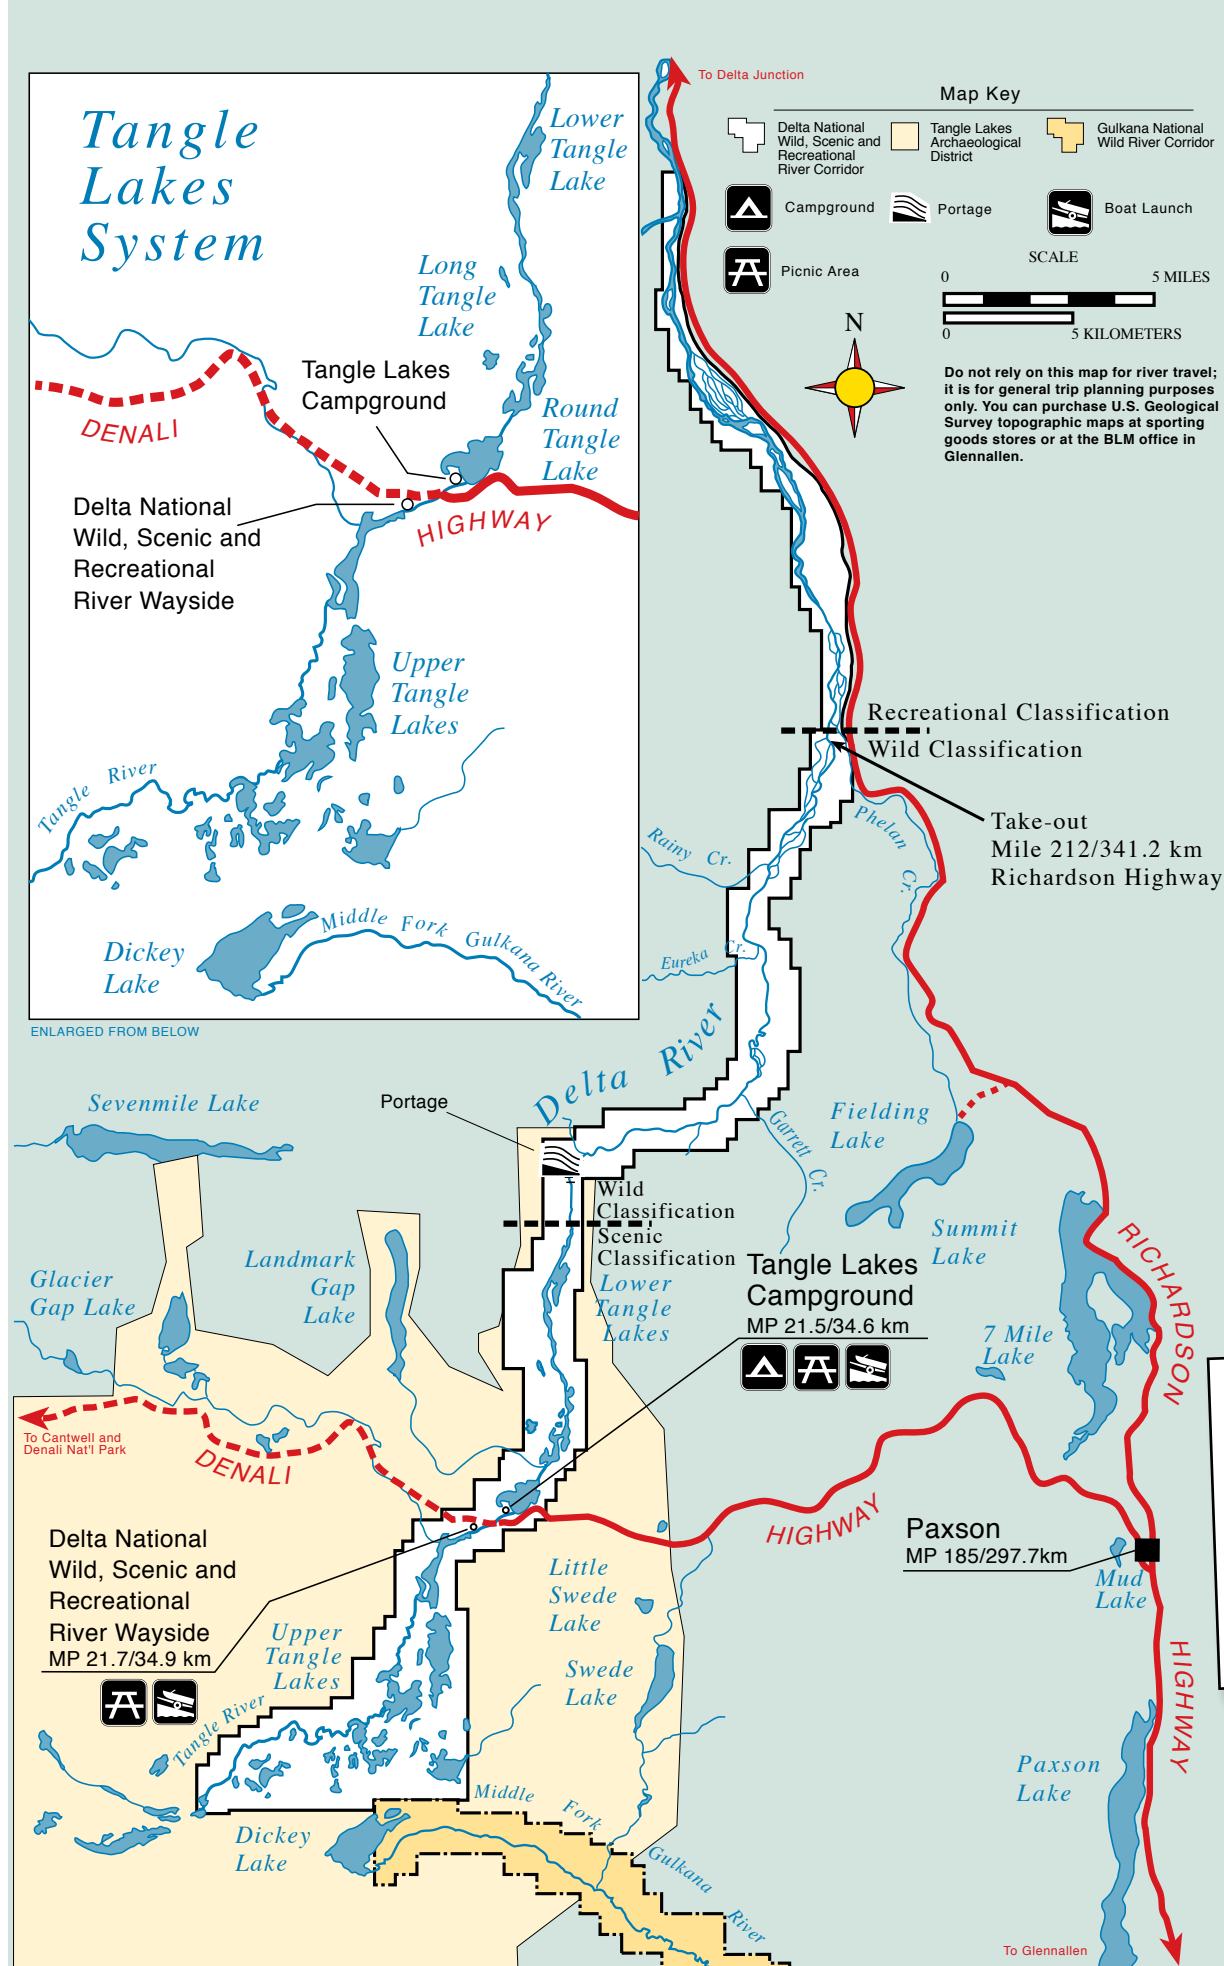 Tangle
Lakes
System
Lower
Tangle
Lake
Long
Tangle
Lake
Tangle Lakes
Campground
DENALI
Round
Tangle
Lake
Delta National
Wild, Scenic and
Recreational
River Wayside
HIGHWAY
Upper
Tangle
Lakes
Tangle River
Dickey
Lake
Middle Fork Gulkana River
ENLARGED FROM BELOW
To Delta Junction
Map Key
Delta National
Wild, Scenic and
Recreational
River Corridor
Tangle Lakes
Archaeological
District
Gulkana National
Wild River Corridor
Campground
Portage
Boat Launch
Picnic Area
SCALE
0 5 MILES
0 5 KILOMETERS
N
Do not rely on this map for river travel;
it is for general trip planning purposes
only. You can purchase U.S. Geological
Survey topographic maps at sporting
goods stores or at the BLM office in
Glennallen.
Recreational Classification
Wild Classification
Take-out
Mile 212/341.2 km
Richardson Highway
Phelan Cr.
Rainy Cr.
Eureka Cr.
Delta River
Garrett Cr.
Portage
Sevenmile Lake
Fielding
Lake
Wild
Classification
Scenic
Classification
Summit
Lake
Landmark
Gap
Lake
Glacier
Gap Lake
Lower
Tangle
Lakes
Tangle Lakes
Campground
MP 21.5/34.6 km
7 Mile
Lake
RICHARDSON
To Cantwell and
Denali Nat'l Park
DENALI
HIGHWAY
Paxson
MP 185/297.7km
Mud
Lake
Delta National
Wild, Scenic and
Recreational
River Wayside
MP 21.7/34.9 km
Little
Swede
Lake
Upper
Tangle
Lakes
Swede
Lake
HIGHWAY
Tangle River
Paxson
Lake
Middle Fork Gulkana River
Dickey
Lake
To Glennallen